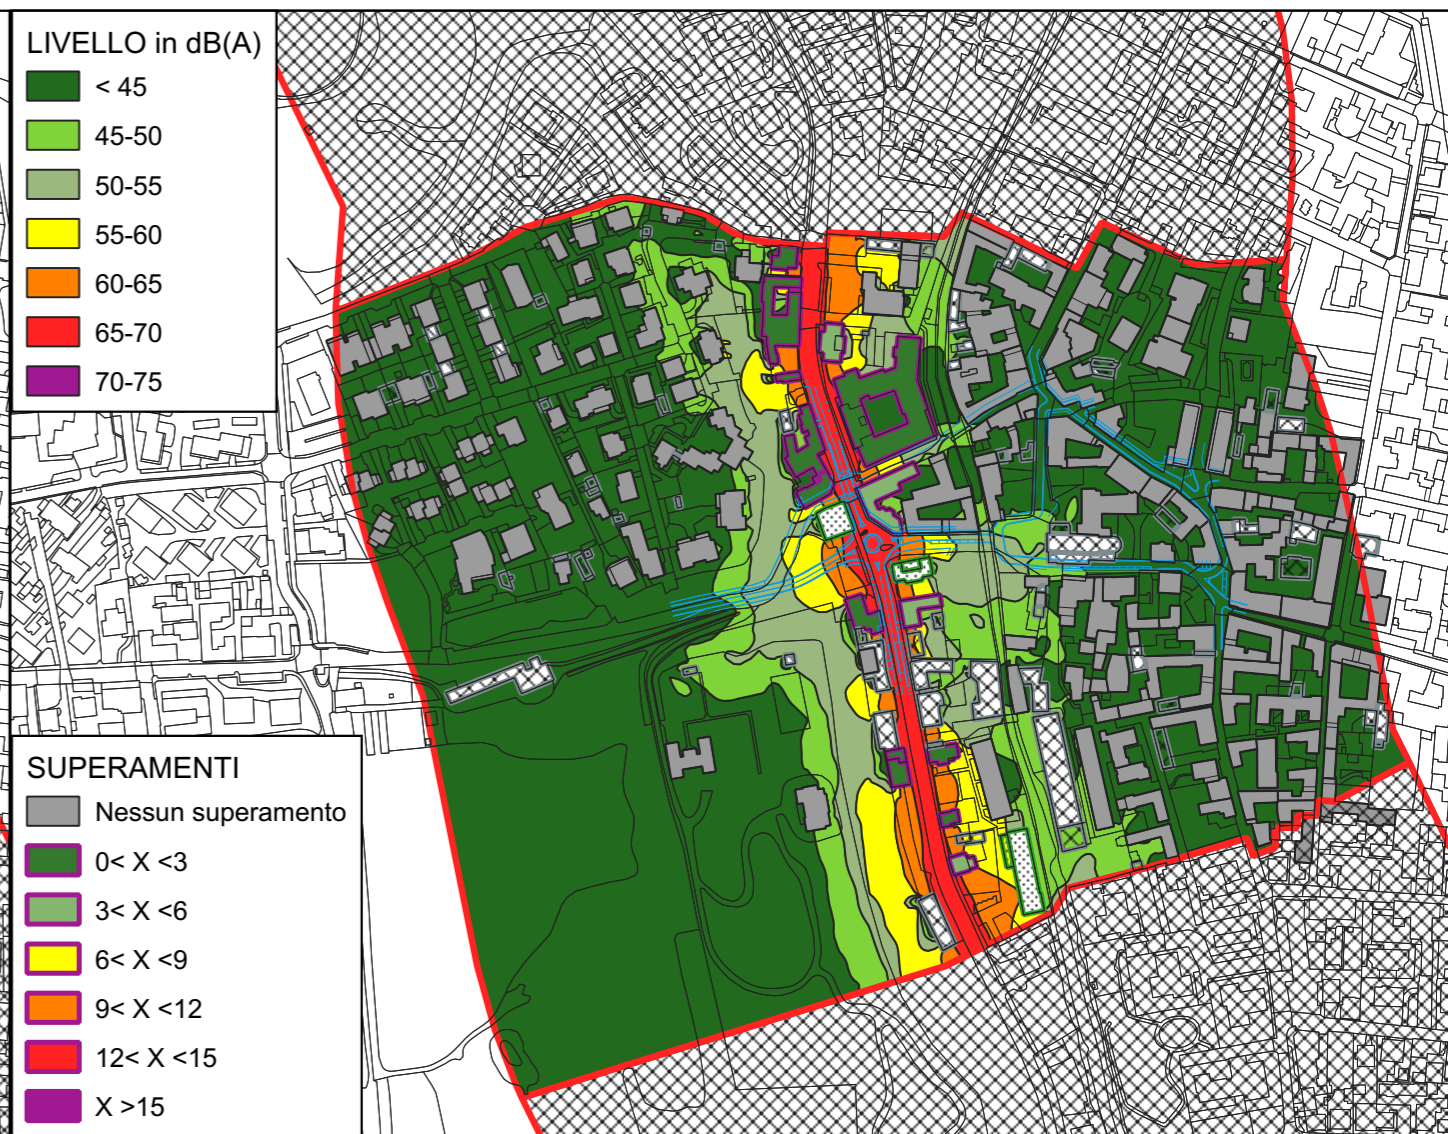 LIVELLO in dB(A)
< 45
45-50
50-55
55-60
60-65
65-70
70-75
SUPERAMENTI
Nessun superamento
0< X <3
3< X <6
6< X <9
9< X <12
12< X <15
X >15